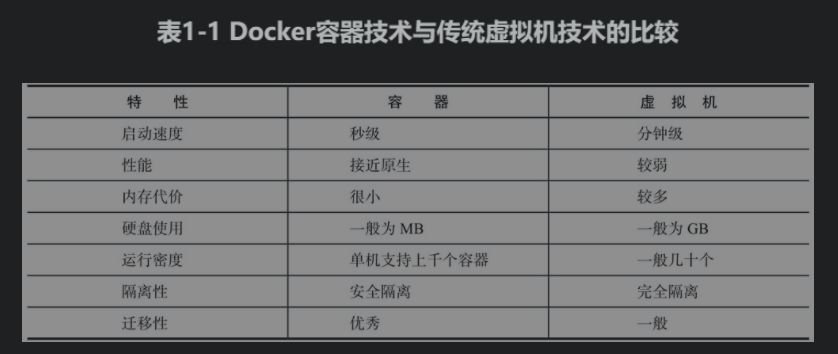 表1-1 Docker容器技术与传统虚拟机技术的比较
特 性 容 器 虚 拟 机
启动速度 秒级 分钟级
性能 接近原生 较弱
内存代价 很小 较多
硬盘使用 一般为 MB 一般为 GB
运行密度 单机支持上千个容器 一般几十个
隔离性 安全隔离 完全隔离
迁移性 优秀 一般